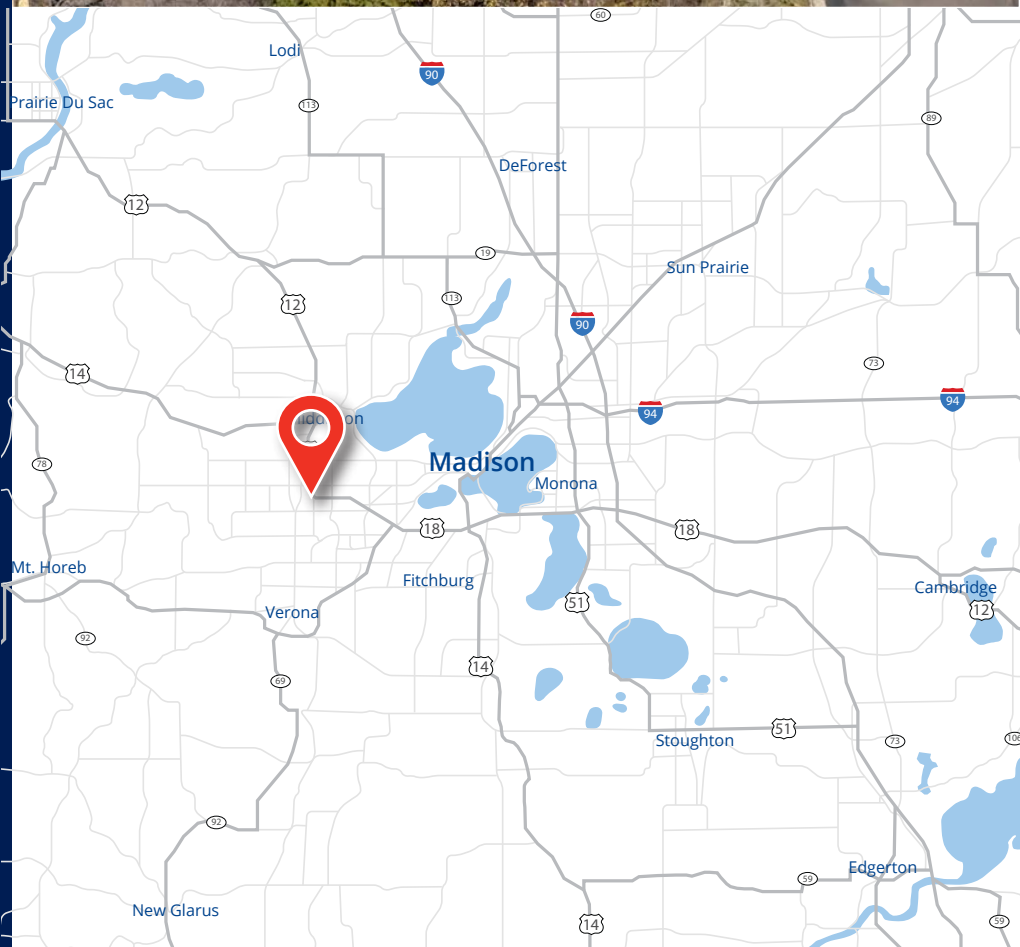 60
Lodi
90
Prairie Du Sac
113
89
DeForest
12
19
Sun Prairie
12
113
90
14
73
94
94
Madison
78
Monona
18
18
Mt. Horeb
Fitchburg
Cambridge
51
12
Verona
92
14
69
51
Stoughton
73
92
Edgerton
59
New Glarus
59
14